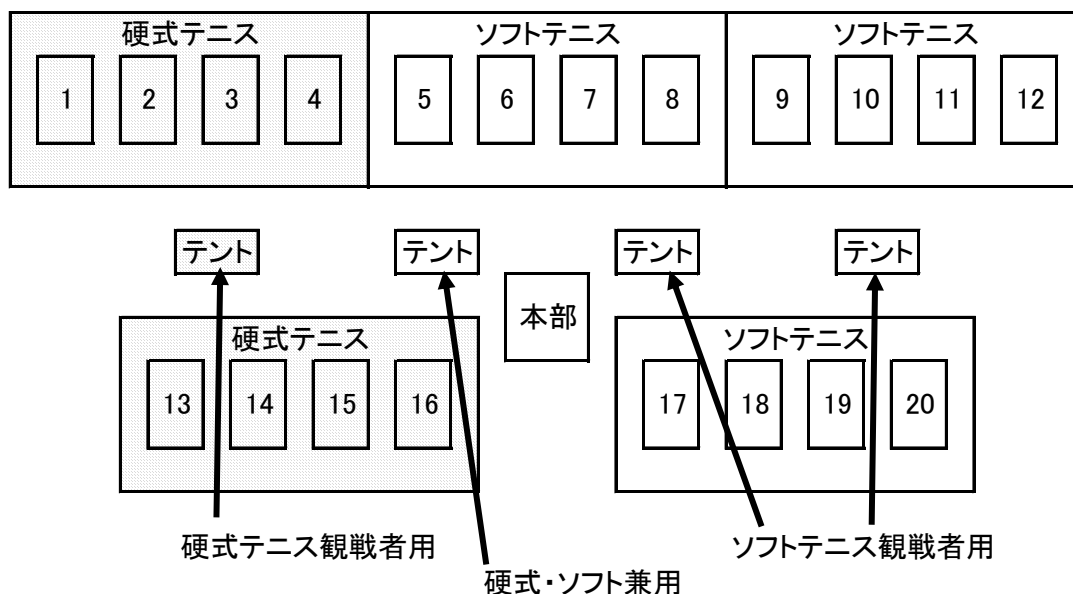 硬式テニス ソフトテニス ソフトテニス
1 2 3 4 5 6 7 8 9 10 11 12
テント テント テント テント
本部
硬式テニス ソフトテニス
13 14 15 16 17 18 19 20
硬式テニス観戦者用 ソフトテニス観戦者用
硬式・ソフト兼用